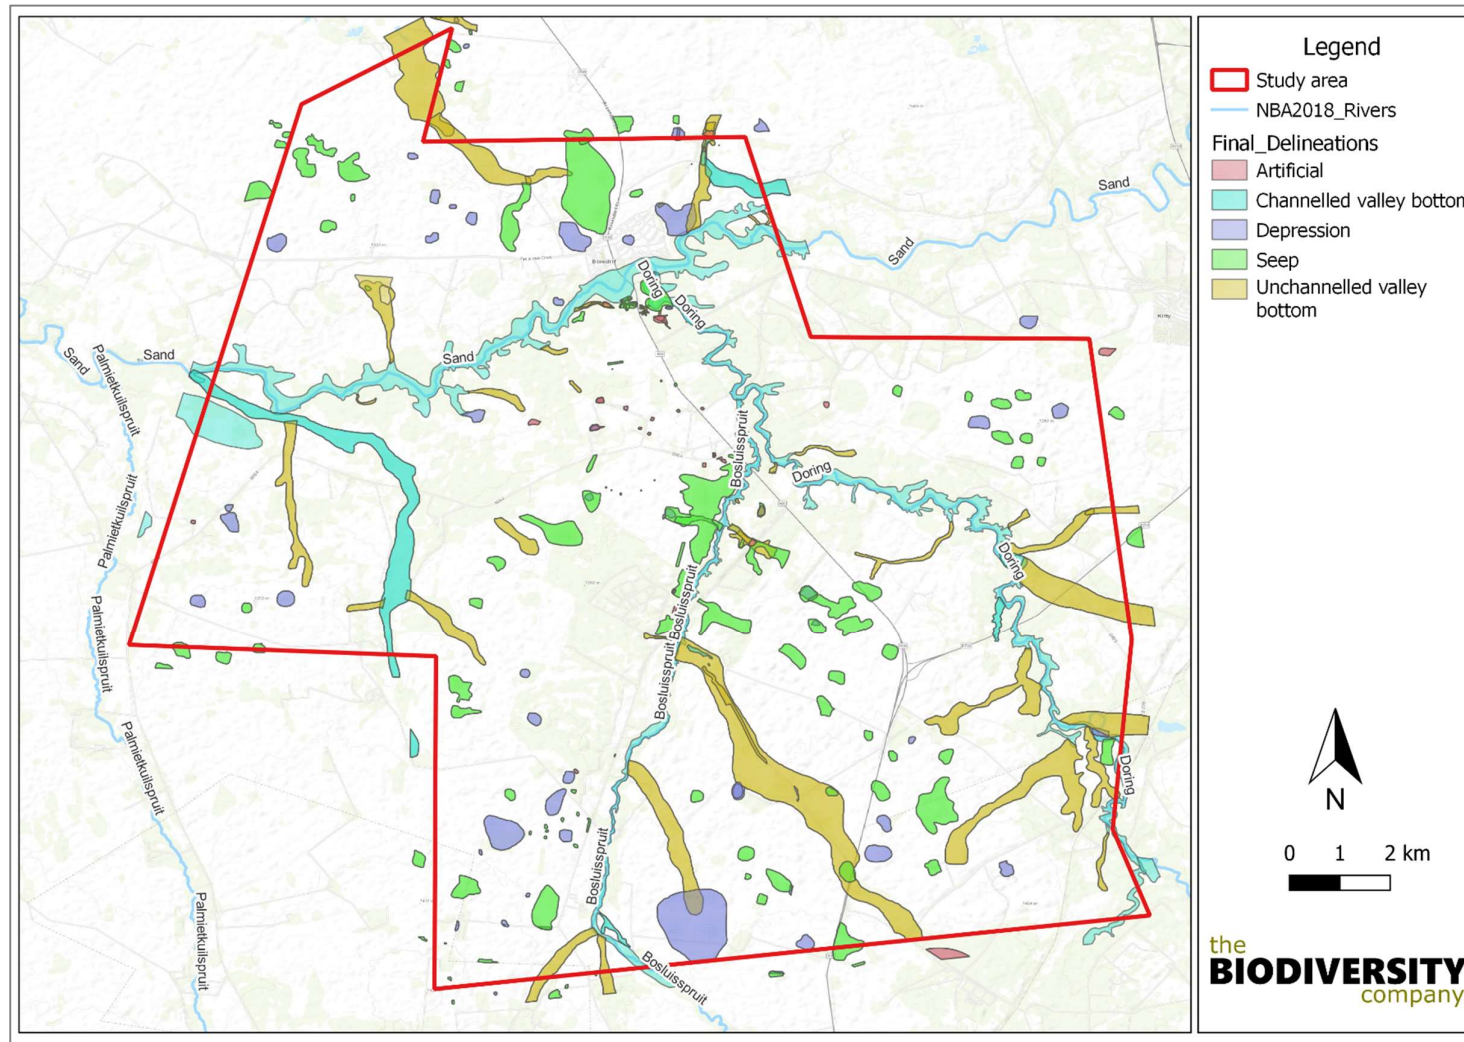 Legend
Study area
NBA2018_Rivers
Final_Delineations
Artificial
Channelled valley bottom
Depression
Seep
Unchannelled valley
bottom
Sand
Sand
Doring
Doring
Sand
Sand
Sand
Palmietkuilspruit
Bosluisspruit
Doring
Palmietkuilspruit
Doring
Bosluisspruit
Palmietkuilspruit
Bosluisspruit
Palmietkuilspruit
Doring
Bosluisspruit
Palmietkuilspruit
Bosluisspruit
N
0 1 2 km
the
BIODIVERSITY
company